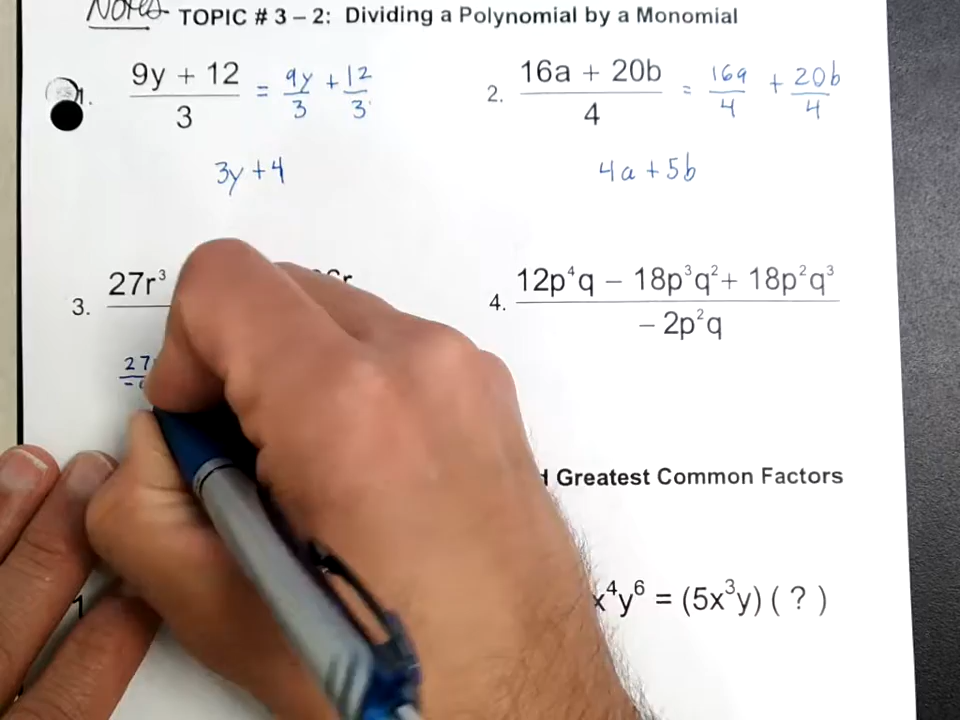 Notes TOPIC # 3 – 2: Dividing a Polynomial by a Monomial
1. 9y + 12 / 3 = 9y/3 + 12/3
3y + 4
2. 16a + 20b / 4 = 16a/4 + 20b/4
4a + 5b
3. 27r³
27
4. 12p⁴q – 18p³q² + 18p²q³ / – 2p²q
Greatest Common Factors
x⁴y⁶ = (5x³y) ( ? )
1